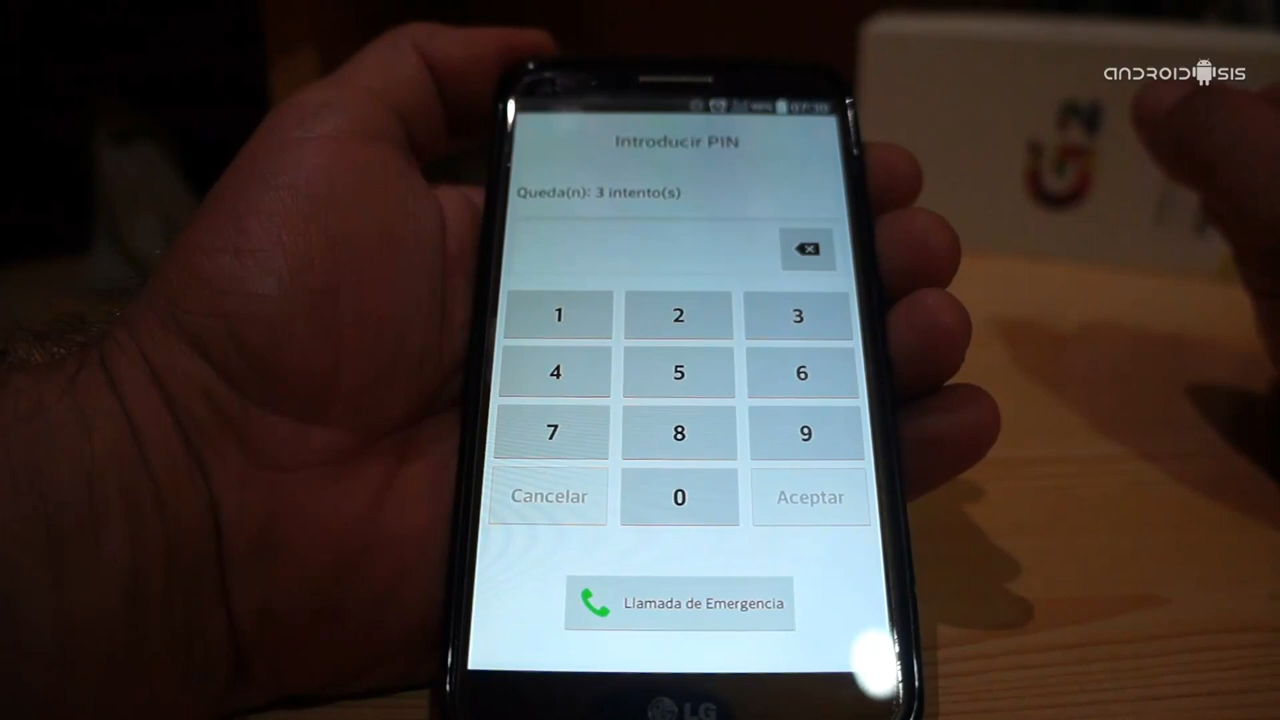 ANDROIDSIS
G2
Introducir PIN
Queda(n): 3 intento(s)
1 2 3
4 5 6
7 8 9
Cancelar 0 Aceptar
Llamada de Emergencia
LG